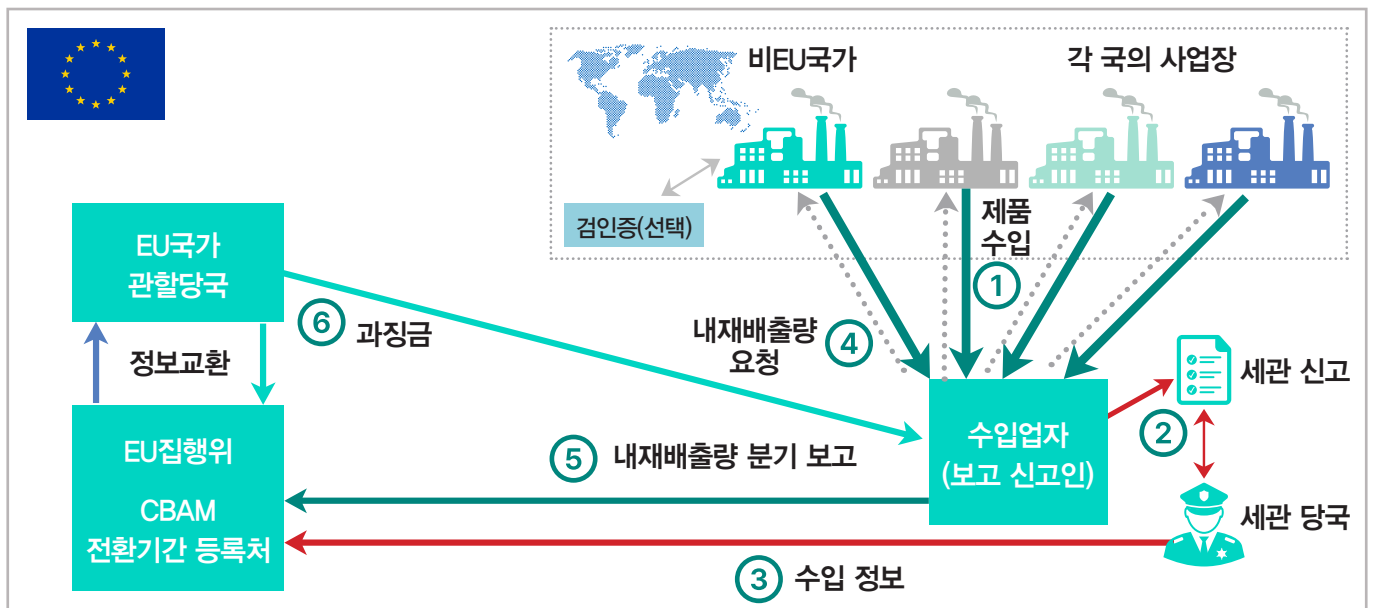 비EU국가
각 국의 사업장
검인증(선택)
제품
수입
1
EU국가
관할당국
6 과징금
내재배출량
요청
4
정보교환
세관 신고
2
수입업자
(보고 신고인)
EU집행위
CBAM
전환기간 등록처
5 내재배출량 분기 보고
세관 당국
3 수입 정보